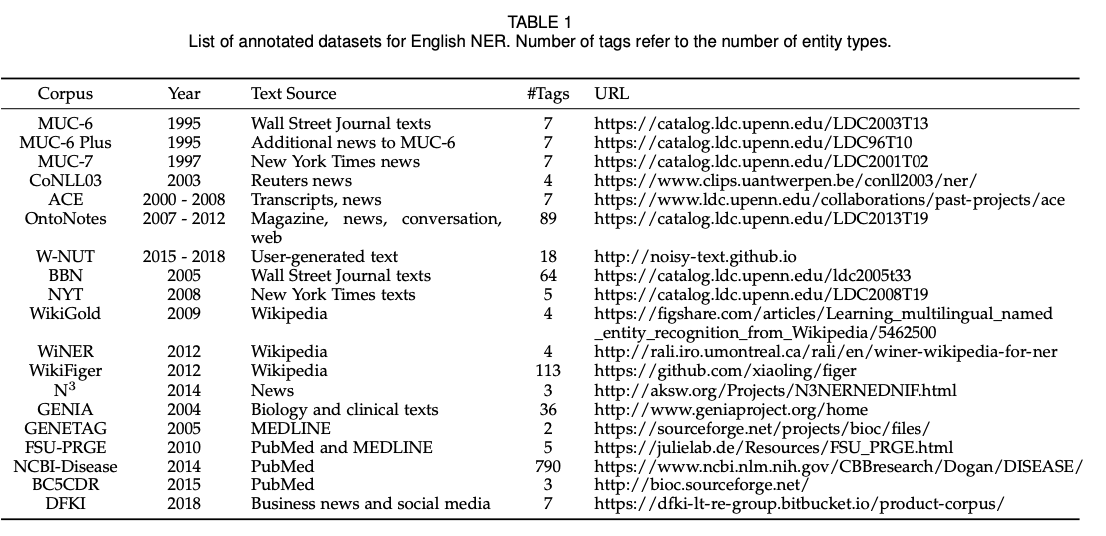 TABLE 1
List of annotated datasets for English NER. Number of tags refer to the number of entity types.
Corpus Year Text Source #Tags URL
MUC-6 1995 Wall Street Journal texts 7 https://catalog.ldc.upenn.edu/LDC2003T13
MUC-6 Plus 1995 Additional news to MUC-6 7 https://catalog.ldc.upenn.edu/LDC96T10
MUC-7 1997 New York Times news 7 https://catalog.ldc.upenn.edu/LDC2001T02
CoNLL03 2003 Reuters news 4 https://www.clips.uantwerpen.be/conll2003/ner/
ACE 2000 - 2008 Transcripts, news 7 https://www.ldc.upenn.edu/collaborations/past-projects/ace
OntoNotes 2007 - 2012 Magazine, news, conversation, 89 https://catalog.ldc.upenn.edu/LDC2013T19
web
W-NUT 2015 - 2018 User-generated text 18 http://noisy-text.github.io
BBN 2005 Wall Street Journal texts 64 https://catalog.ldc.upenn.edu/ldc2005t33
NYT 2008 New York Times texts 5 https://catalog.ldc.upenn.edu/LDC2008T19
WikiGold 2009 Wikipedia 4 https://figshare.com/articles/Learning_multilingual_named
_entity_recognition_from_Wikipedia/5462500
WiNER 2012 Wikipedia 4 http://rali.iro.umontreal.ca/rali/en/winer-wikipedia-for-ner
WikiFiger 2012 Wikipedia 113 https://github.com/xiaoling/figer
N³ 2014 News 3 http://aksw.org/Projects/N3NERNEDNIF.html
GENIA 2004 Biology and clinical texts 36 http://www.geniaproject.org/home
GENETAG 2005 MEDLINE 2 https://sourceforge.net/projects/bioc/files/
FSU-PRGE 2010 PubMed and MEDLINE 5 https://julielab.de/Resources/FSU_PRGE.html
NCBI-Disease 2014 PubMed 790 https://www.ncbi.nlm.nih.gov/CBBresearch/Dogan/DISEASE/
BC5CDR 2015 PubMed 3 http://bioc.sourceforge.net/
DFKI 2018 Business news and social media 7 https://dfki-lt-re-group.bitbucket.io/product-corpus/